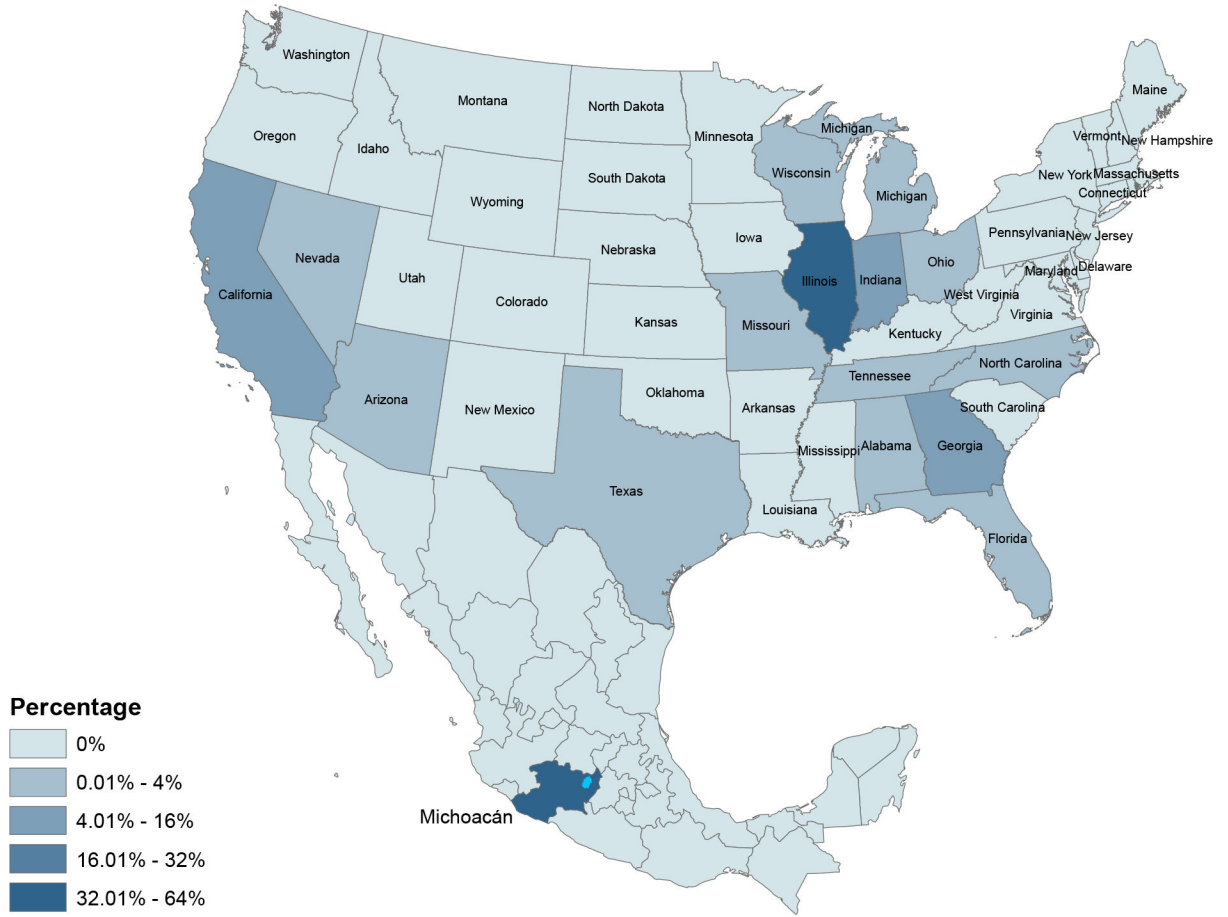 Washington
Montana
North Dakota
Minnesota
Maine
Oregon
Idaho
Michigan
Vermont
New Hampshire
Wisconsin
South Dakota
New York
Massachusetts
Wyoming
Michigan
Connecticut
Nebraska
Iowa
Pennsylvania
New Jersey
Nevada
Utah
Colorado
Illinois
Indiana
Ohio
Maryland
Delaware
California
Kansas
Missouri
West Virginia
Virginia
Kentucky
Arizona
New Mexico
Oklahoma
Arkansas
Tennessee
North Carolina
South Carolina
Mississippi
Alabama
Georgia
Texas
Louisiana
Florida
Michoacán
Percentage
0%
0.01% - 4%
4.01% - 16%
16.01% - 32%
32.01% - 64%